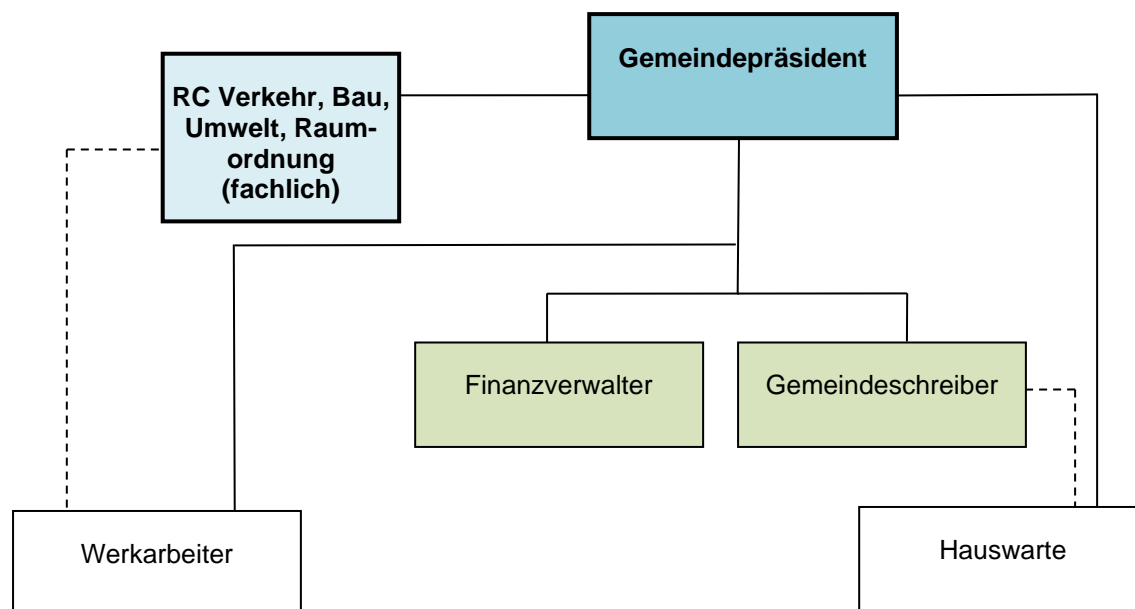 Gemeindepräsident
RC Verkehr, Bau,
Umwelt, Raum-
ordnung
(fachlich)
Finanzverwalter
Gemeindeschreiber
Werkarbeiter
Hauswarte